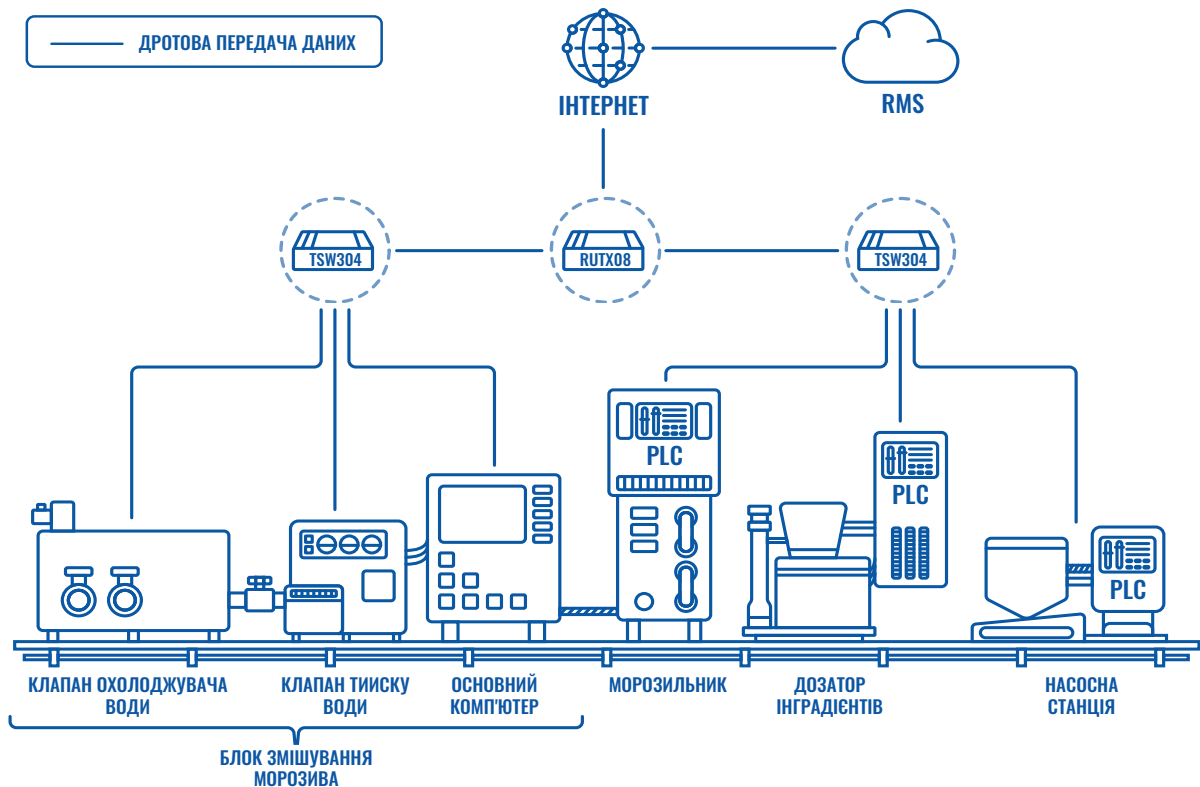 ДРОТОВА ПЕРЕДАЧА ДАНИХ
ІНТЕРНЕТ
RMS
TSW304
RUTX08
TSW304
PLC
PLC
PLC
КЛАПАН ОХОЛОДЖУВАЧА
ВОДИ
КЛАПАН ТИИСКУ
ВОДИ
ОСНОВНИЙ
КОМП'ЮТЕР
МОРОЗИЛЬНИК
ДОЗАТОР
ІНГРАДІЄНТІВ
НАСОСНА
СТАНЦІЯ
БЛОК ЗМІШУВАННЯ
МОРОЗИВА